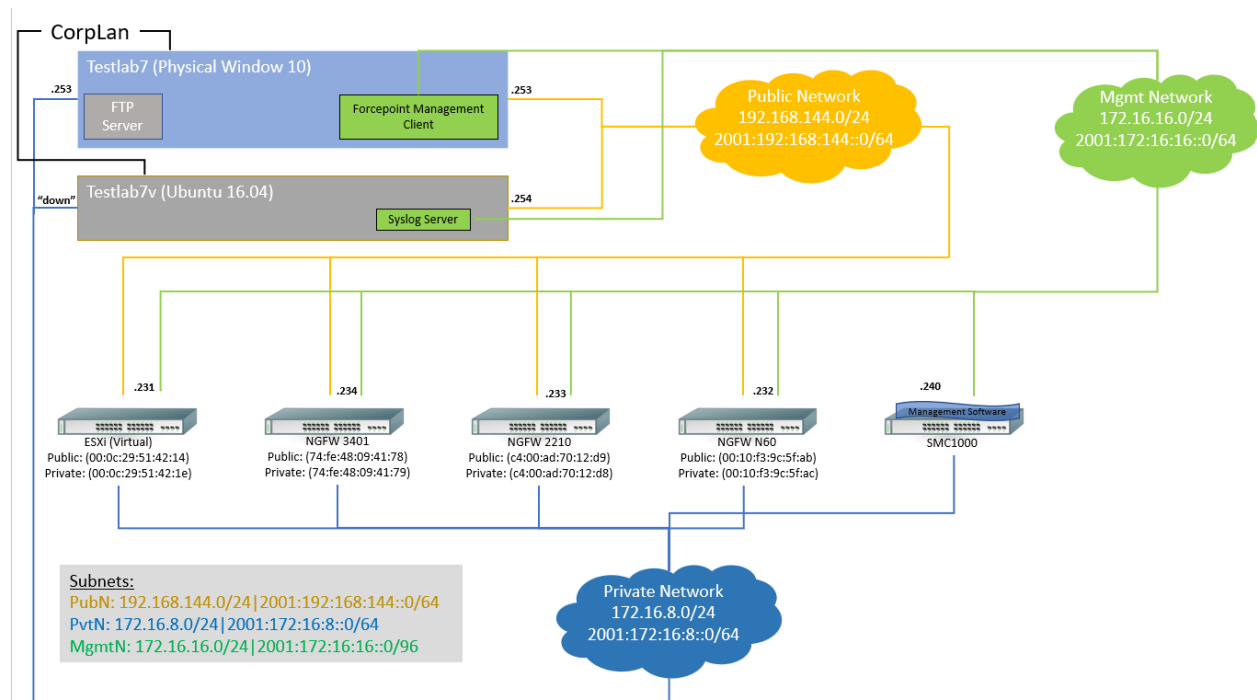 CorpLan
Testlab7 (Physical Window 10)
.253
FTP
Server
Forcepoint Management
Client
.253
Public Network
192.168.144.0/24
2001:192:168:144::0/64
Mgmt Network
172.16.16.0/24
2001:172:16:16::0/64
Testlab7v (Ubuntu 16.04)
"down"
.254
Syslog Server
.231
.234
.233
.232
.240
Management Software
ESXi (Virtual)
Public: (00:0c:29:51:42:14)
Private: (00:0c:29:51:42:1e)
NGFW 3401
Public: (74:fe:48:09:41:78)
Private: (74:fe:48:09:41:79)
NGFW 2210
Public: (c4:00:ad:70:12:d9)
Private: (c4:00:ad:70:12:d8)
NGFW N60
Public: (00:10:f3:9c:5f:ab)
Private: (00:10:f3:9c:5f:ac)
SMC1000
Subnets:
PubN: 192.168.144.0/24|2001:192:168:144::0/64
PvtN: 172.16.8.0/24|2001:172:16:8::0/64
MgmtN: 172.16.16.0/24|2001:172:16:16::0/96
Private Network
172.16.8.0/24
2001:172:16:8::0/64